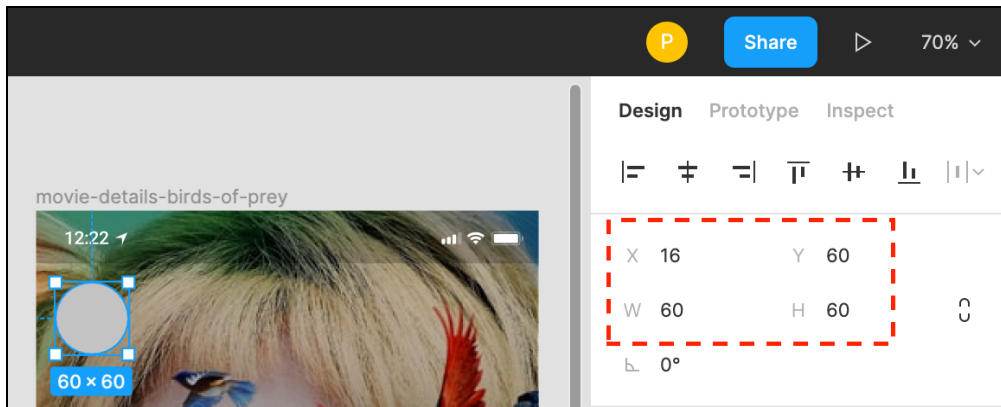 P Share 70%
Design Prototype Inspect
movie-details-birds-of-prey
12:22
X 16 Y 60
W 60 H 60
0°
60 × 60